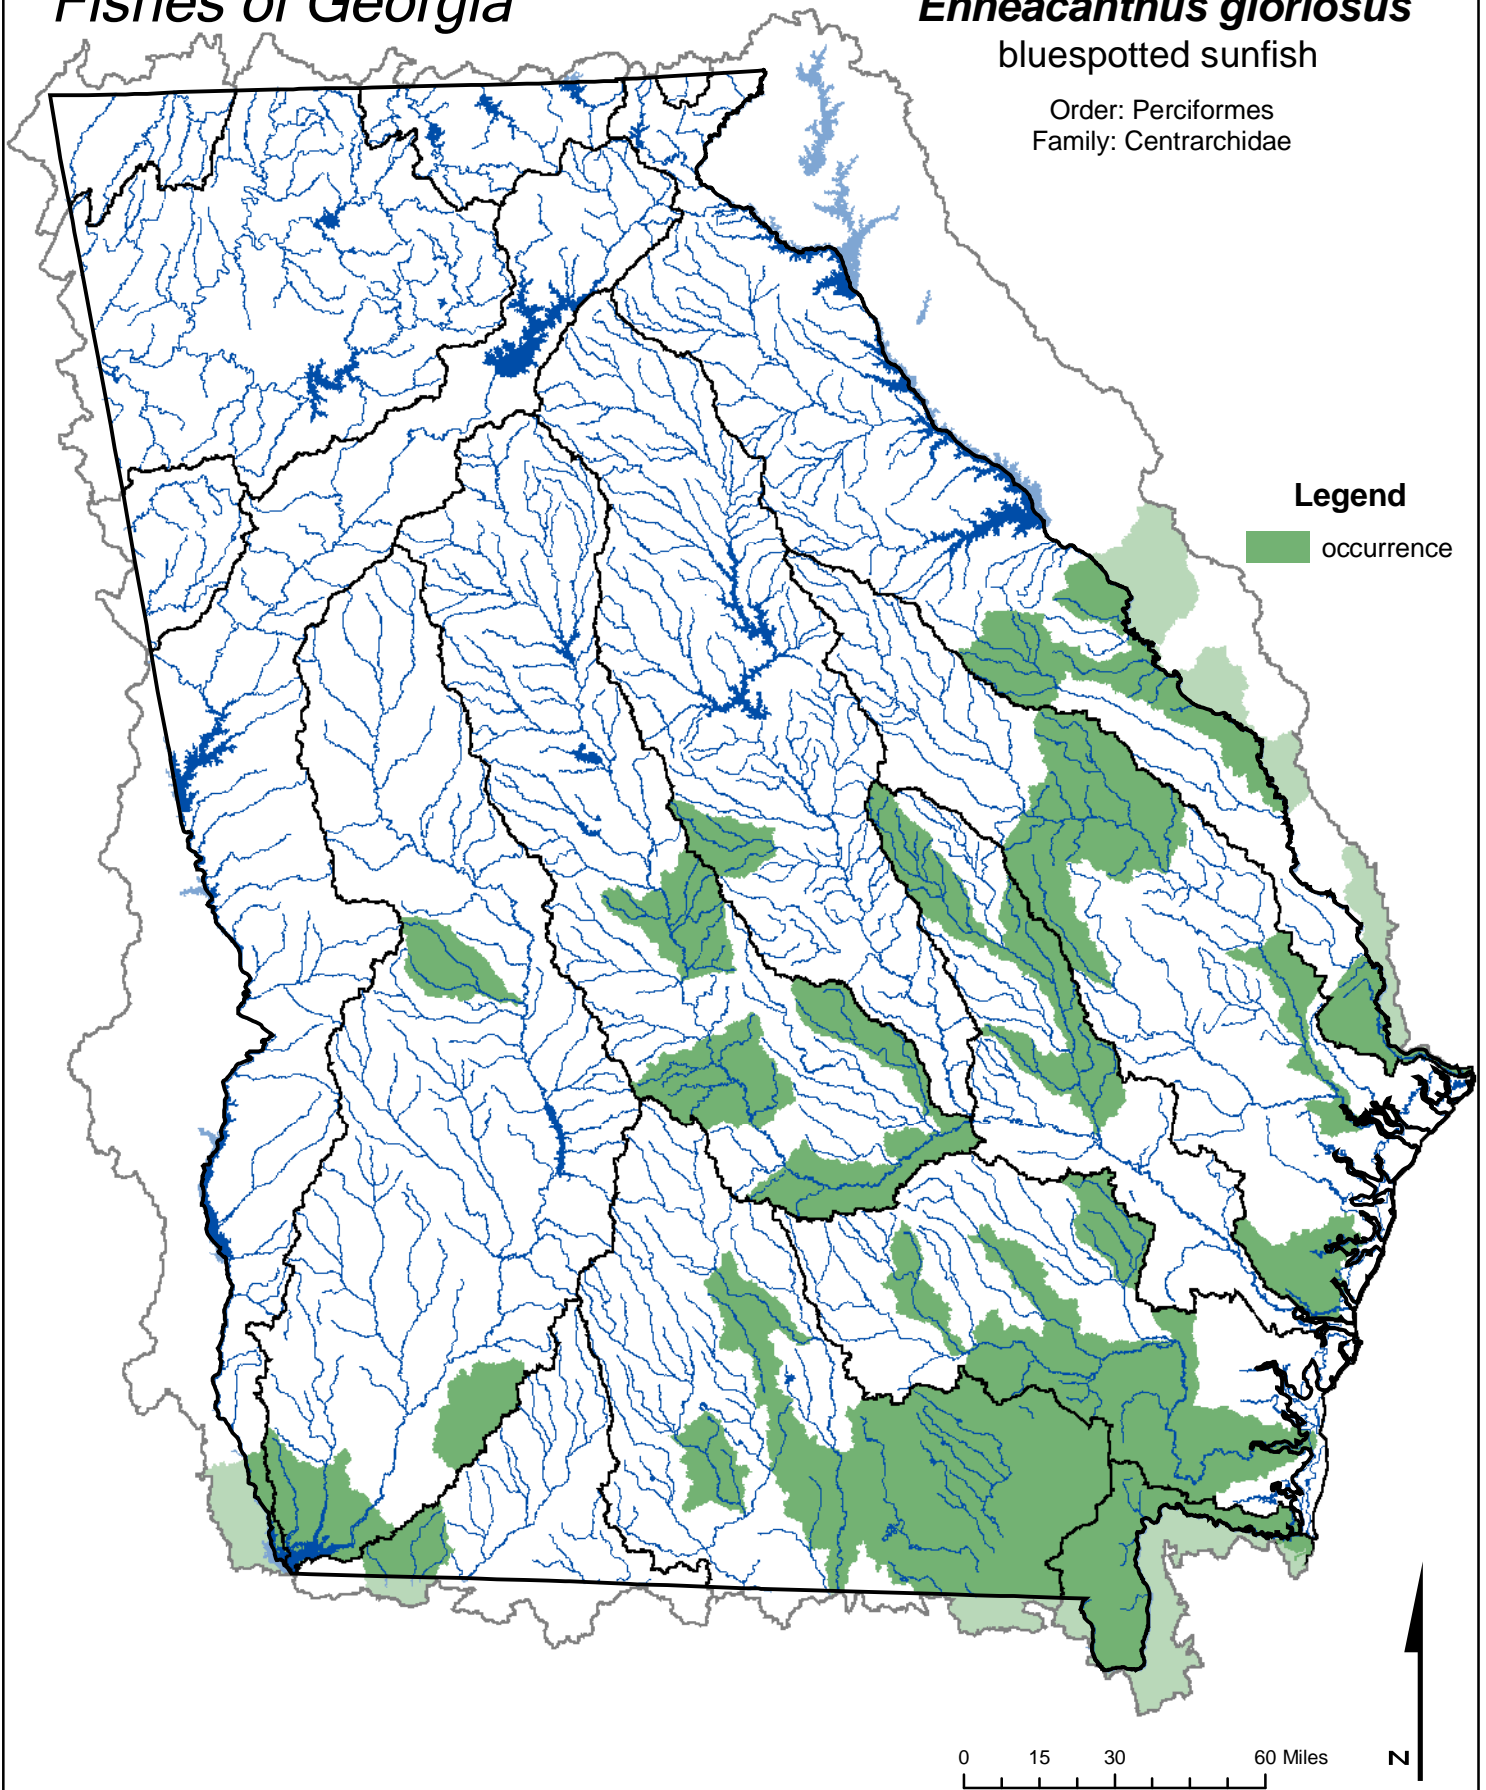 Fishes of Georgia
Enneacanthus gloriosus
bluespotted sunfish
Order: Perciformes
Family: Centrarchidae
Legend
occurrence
0 15 30 60 Miles
N